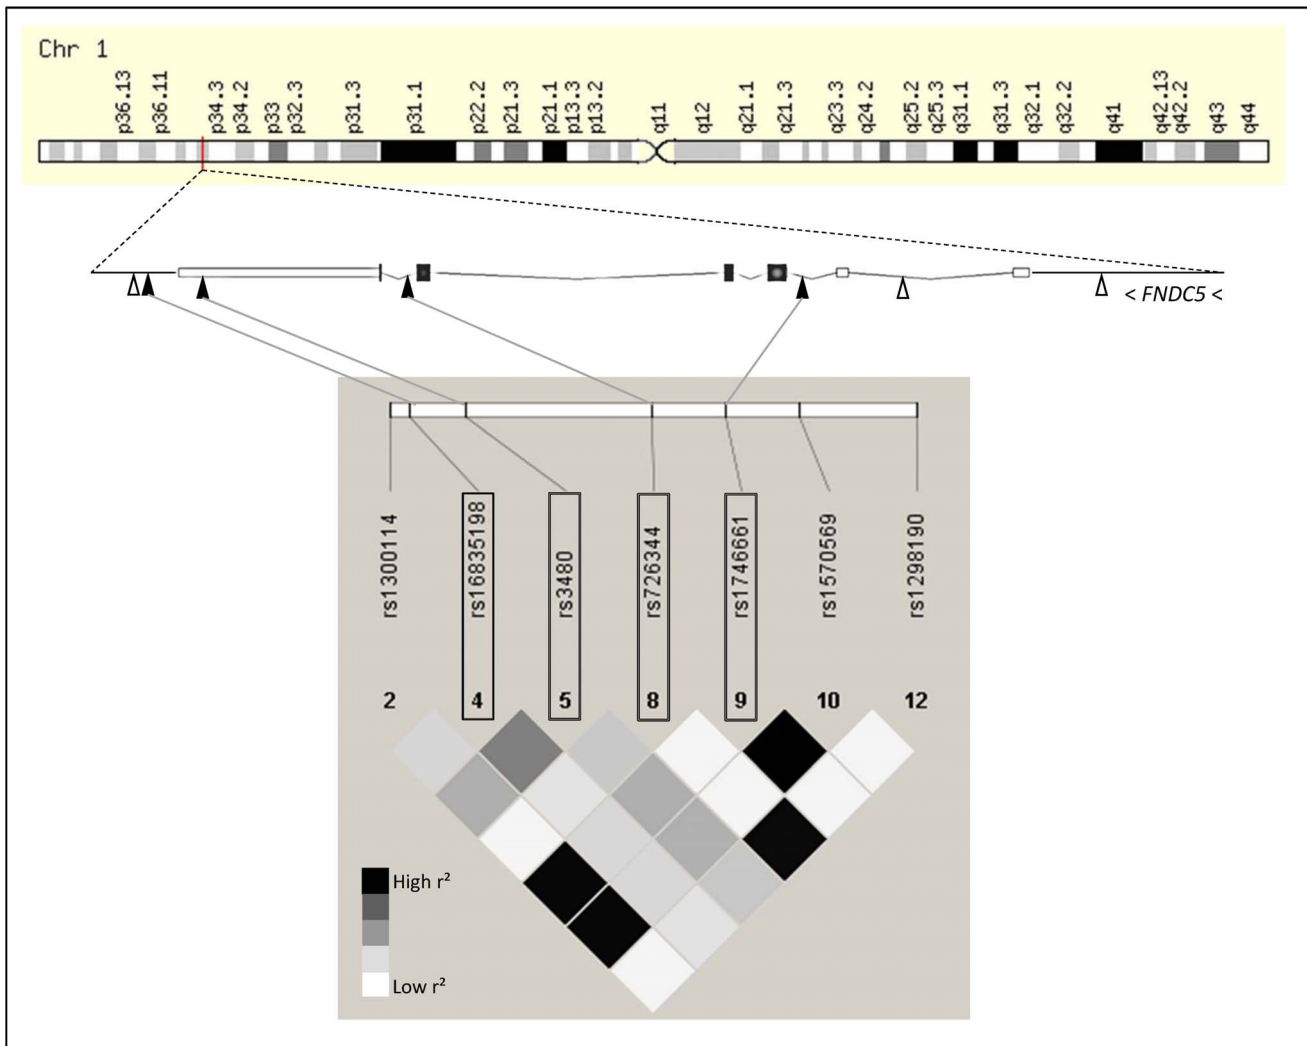 Chr 1
p36.13 p36.11 p34.3 p34.2 p33 p32.3 p31.3 p31.1 p22.2 p21.3 p21.1 p13.3 p13.2 q11 q12 q21.1 q21.3 q23.3 q24.2 q25.2 q25.3 q31.1 q31.3 q32.1 q32.2 q41 q42.13 q42.2 q43 q44
< FNDC5 <
rs1300114 rs16835198 rs3480 rs726344 rs1746661 rs1570569 rs1298190
2 4 5 8 9 10 12
High r²
Low r²